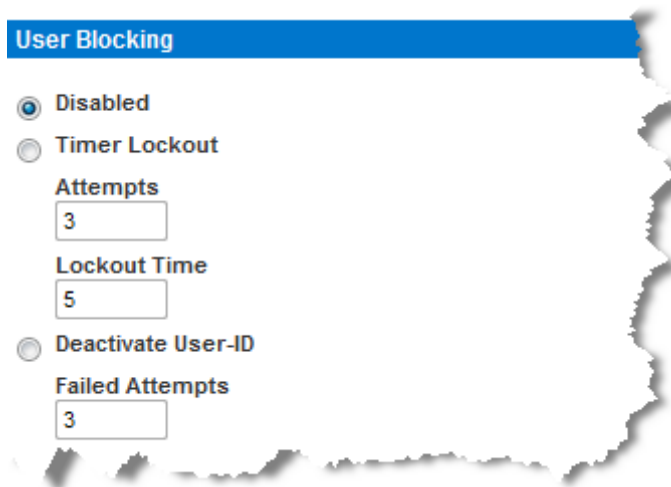 User Blocking
Disabled
Timer Lockout
Attempts
3
Lockout Time
5
Deactivate User-ID
Failed Attempts
3